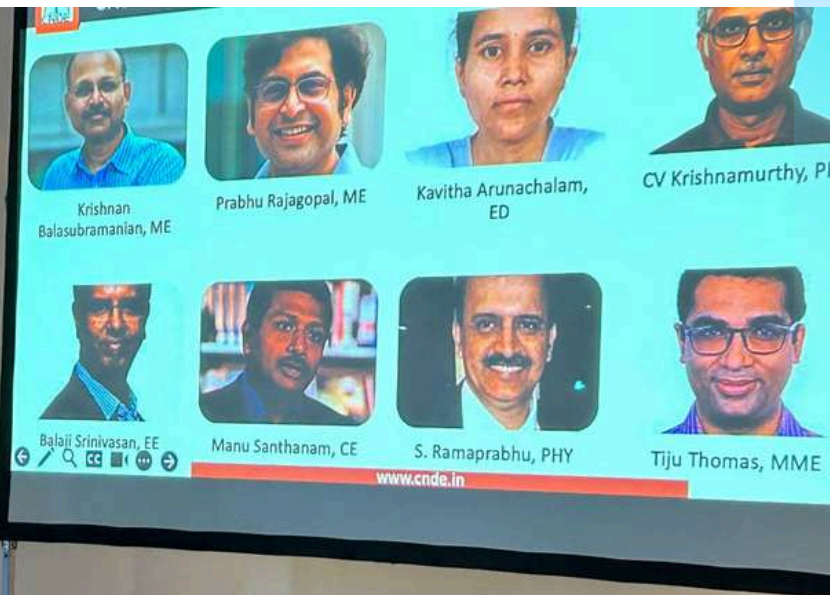 Krishnan
Balasubramanian, ME
Prabhu Rajagopal, ME
Kavitha Arunachalam,
ED
CV Krishnamurthy,
Balaji Srinivasan, EE
Manu Santhanam, CE
S. Ramaprabhu, PHY
Tiju Thomas, MME
CC
www.cnde.in